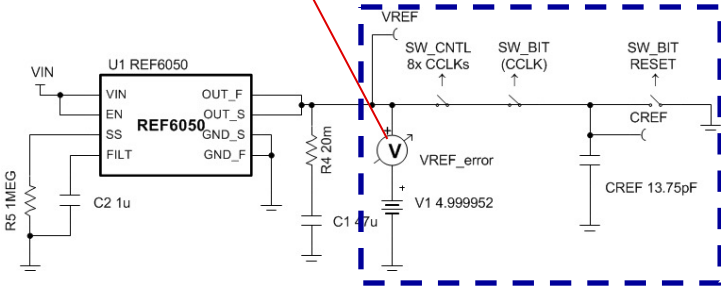 VREF
SW_CNTL
8x CCLKs
SW_BIT
(CCLK)
SW_BIT
RESET
U1 REF6050
VIN
VIN
EN
SS
FILT
REF6050
OUT_F
OUT_S
GND_S
GND_F
R4 20m
+
V
VREF_error
CREF
CREF 13.75pF
R5 1MEG
C2 1u
C1 47u
+
V1 4.999952